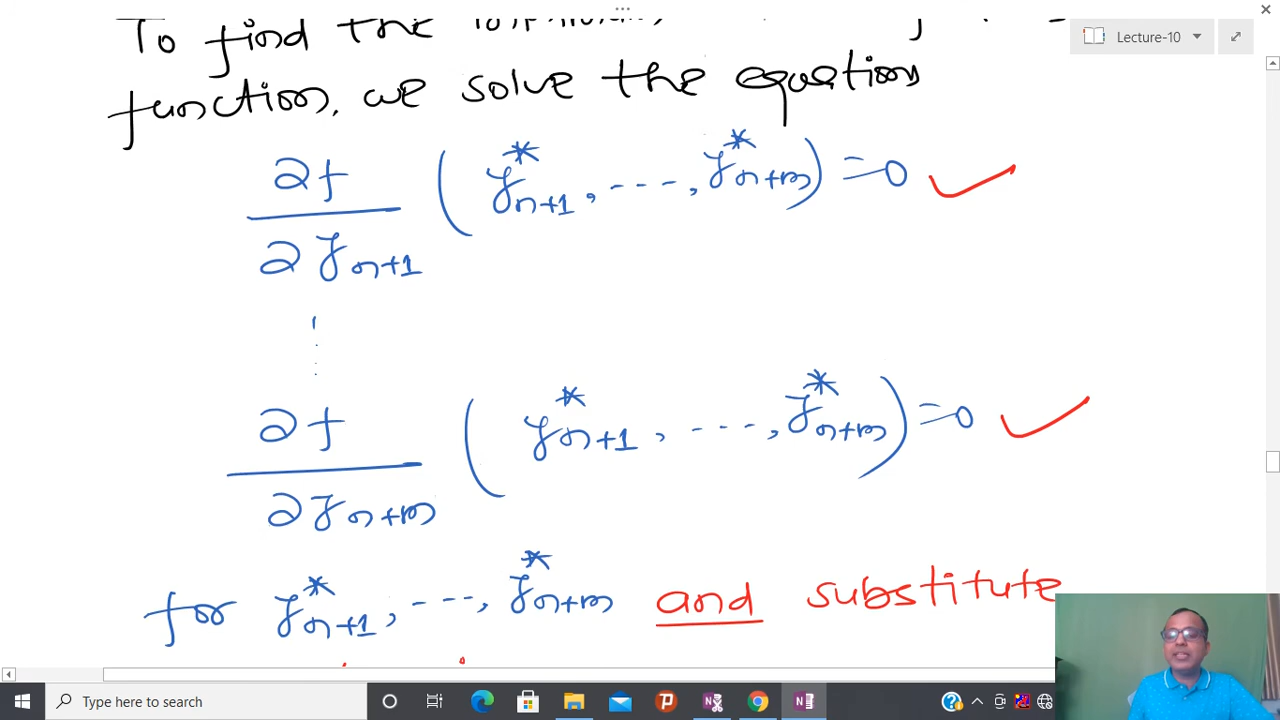 To find the
Lecture-10
function, we solve the equations
∂f/∂y_{n+1} (y*_{n+1}, ----, y*_{n+m}) = 0 ✓
⋮
∂f/∂y_{n+m} (y*_{n+1}, ----, y*_{n+m}) = 0 ✓
for y*_{n+1}, ----, y*_{n+m} and substitute
Type here to search